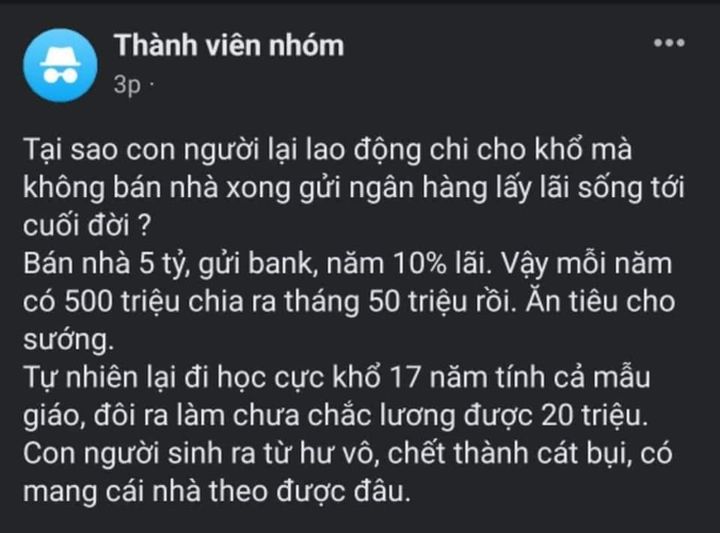 Thành viên nhóm
3p ·
Tại sao con người lại lao động chi cho khổ mà
không bán nhà xong gửi ngân hàng lấy lãi sống tới
cuối đời ?
Bán nhà 5 tỷ, gửi bank, năm 10% lãi. Vậy mỗi năm
có 500 triệu chia ra tháng 50 triệu rồi. Ăn tiêu cho
sướng.
Tự nhiên lại đi học cực khổ 17 năm tính cả mẫu
giáo, đôi ra làm chưa chắc lương được 20 triệu.
Con người sinh ra từ hư vô, chết thành cát bụi, có
mang cái nhà theo được đâu.